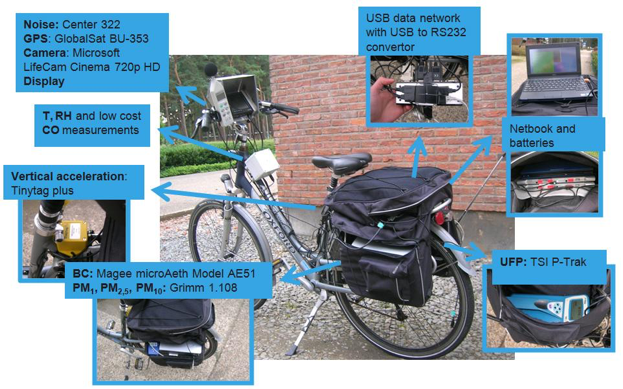 Noise: Center 322
GPS: GlobalSat BU-353
Camera: Microsoft
LifeCam Cinema 720p HD
Display
T, RH and low cost
CO measurements
Vertical acceleration:
Tinytag plus
BC: Magee microAeth Model AE51
PM1, PM2,5, PM10: Grimm 1.108
USB data network
with USB to RS232
convertor
Netbook and
batteries
UFP: TSI P-Trak